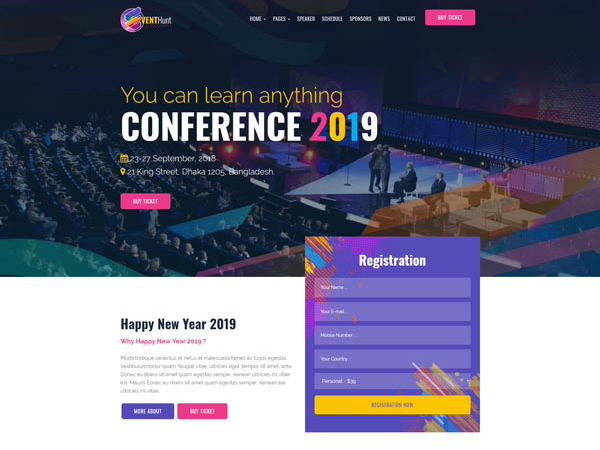 VENTHunt
HOME PAGES SPEAKER SCHEDULE SPONSORS NEWS CONTACT BUY TICKET
You can learn anything
CONFERENCE 2019
23-27 September, 2018
21 King Street, Dhaka 1205, Bangladesh.
BUY TICKET
Registration
Your Name ..
Your E-mail ..
Mobile Number ..
Your Country ..
Personal - $39
REGISTRATION NOW
Happy New Year 2019
Why Happy New Year 2019 ?
Morbi tristique senectus et netus et malesuada fames ac turpis egestas.
Vestibulum tortor quam, feugiat vitae, ultricies eget, tempor sit amet, ante.
Donec eu libero sit amet quam egestas semper. Aenean ultricies mi vitae
est. Mauris Eonec eu libero sit amet quam egestas semper. Aenean are
ultricies mi vitae.
MORE ABOUT BUY TICKET